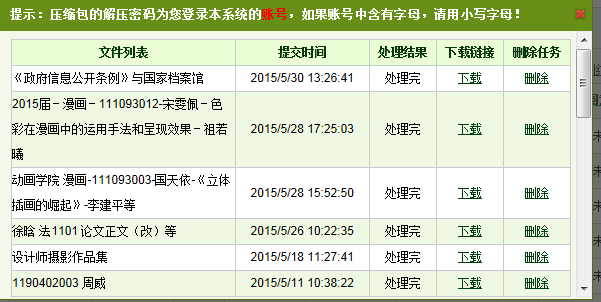 提示：压缩包的解压密码为您登录本系统的账号，如果账号中含有字母，请用小写字母！
文件列表 提交时间 处理结果 下载链接 删除任务
《政府信息公开条例》与国家档案馆 2015/5/30 13:26:41 处理完 下载 删除
2015届－漫画－111093012-宋霎佩－色
彩在漫画中的运用手法和呈现效果－祖若 2015/5/28 17:25:03 处理完 下载 删除
曦
动画学院 漫画-111093003-国天依-《立体
插画的崛起》-李建平等 2015/5/28 15:52:50 处理完 下载 删除
徐晗 法1101 论文正文（改）等 2015/5/26 10:22:35 处理完 下载 删除
设计师摄影作品集 2015/5/18 11:27:41 处理完 下载 删除
1190402003 周威 2015/5/11 10:38:22 处理完 下载 删除